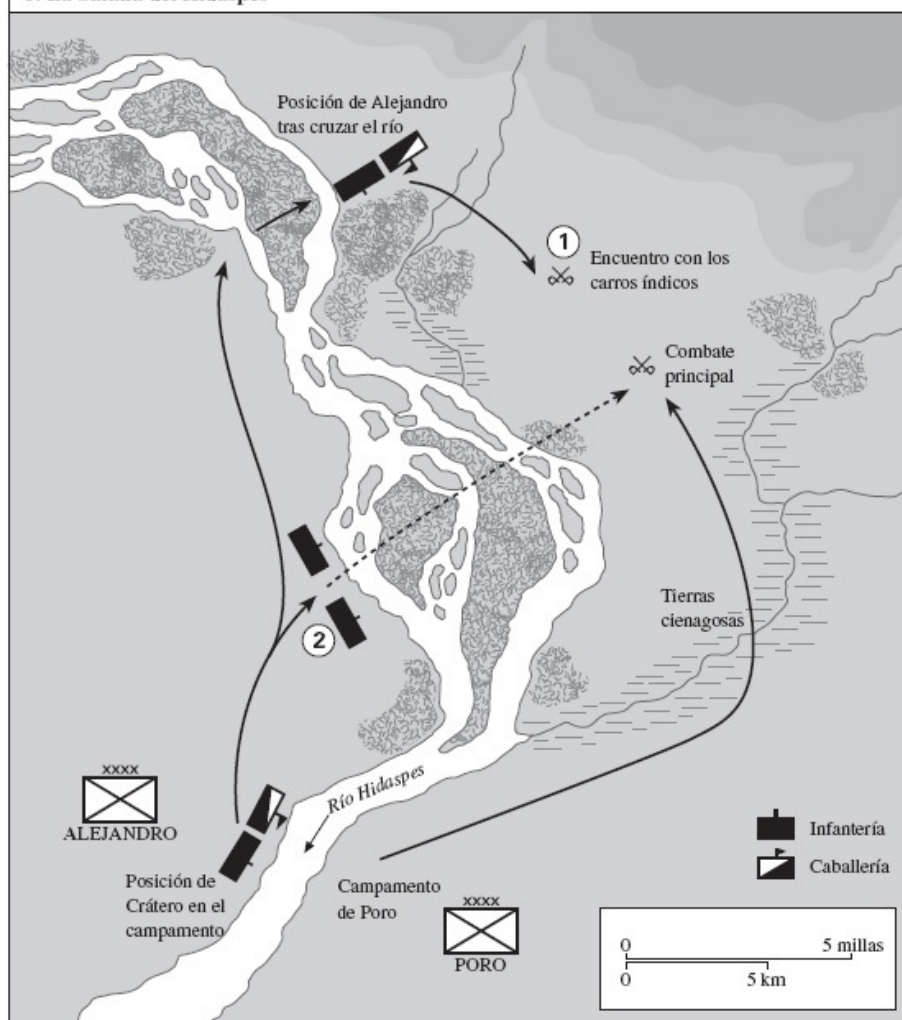 Posición de Alejandro
tras cruzar el río
1
Encuentro con los
carros índicos
Combate
principal
Tierras
cienagosas
2
xxxx
ALEJANDRO
Río Hidaspes
Posición de
Crátero en el
campamento
Campamento
de Poro
xxxx
PORO
Infantería
Caballería
0 5 millas
0 5 km